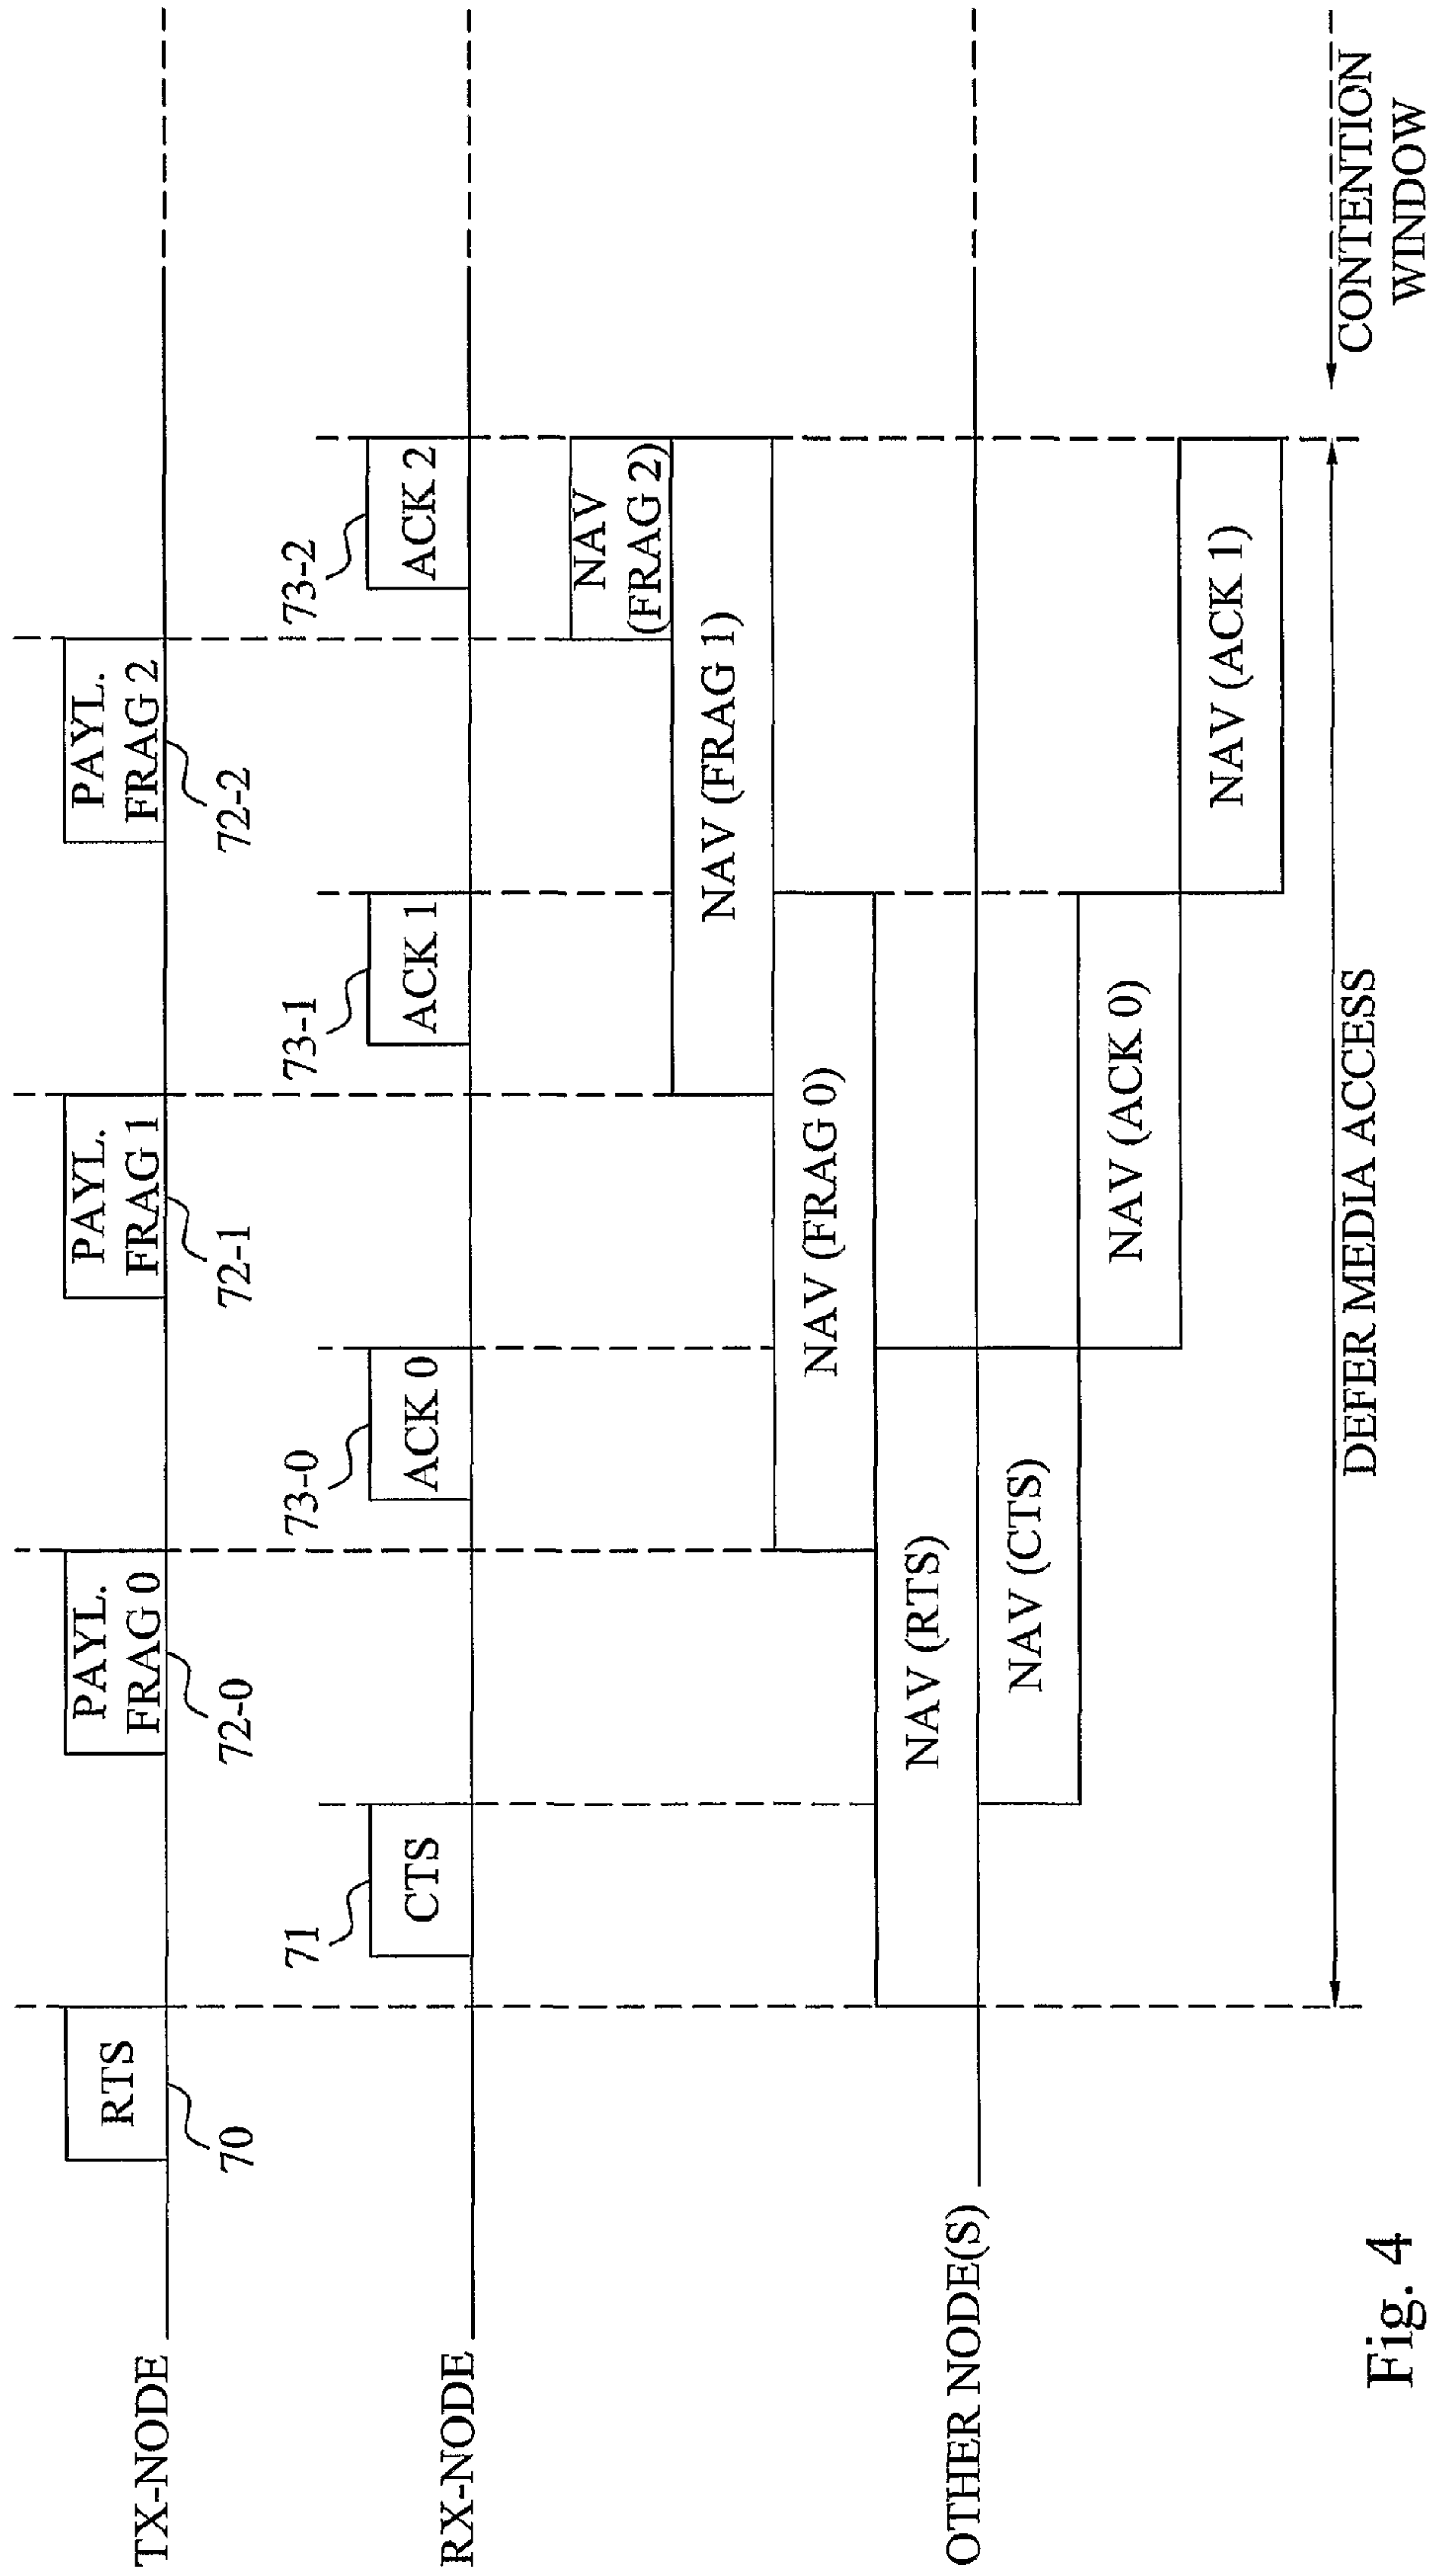 TX-NODE
RTS
70
PAYL.
FRAG 0
72-0
PAYL.
FRAG 1
72-1
PAYL.
FRAG 2
72-2
RX-NODE
71
CTS
73-0
ACK 0
73-1
ACK 1
73-2
ACK 2
NAV
(FRAG 2)
NAV (FRAG 1)
NAV (FRAG 0)
NAV (RTS)
OTHER NODE(S)
NAV (CTS)
NAV (ACK 0)
NAV (ACK 1)
DEFER MEDIA ACCESS
CONTENTION
WINDOW
Fig. 4